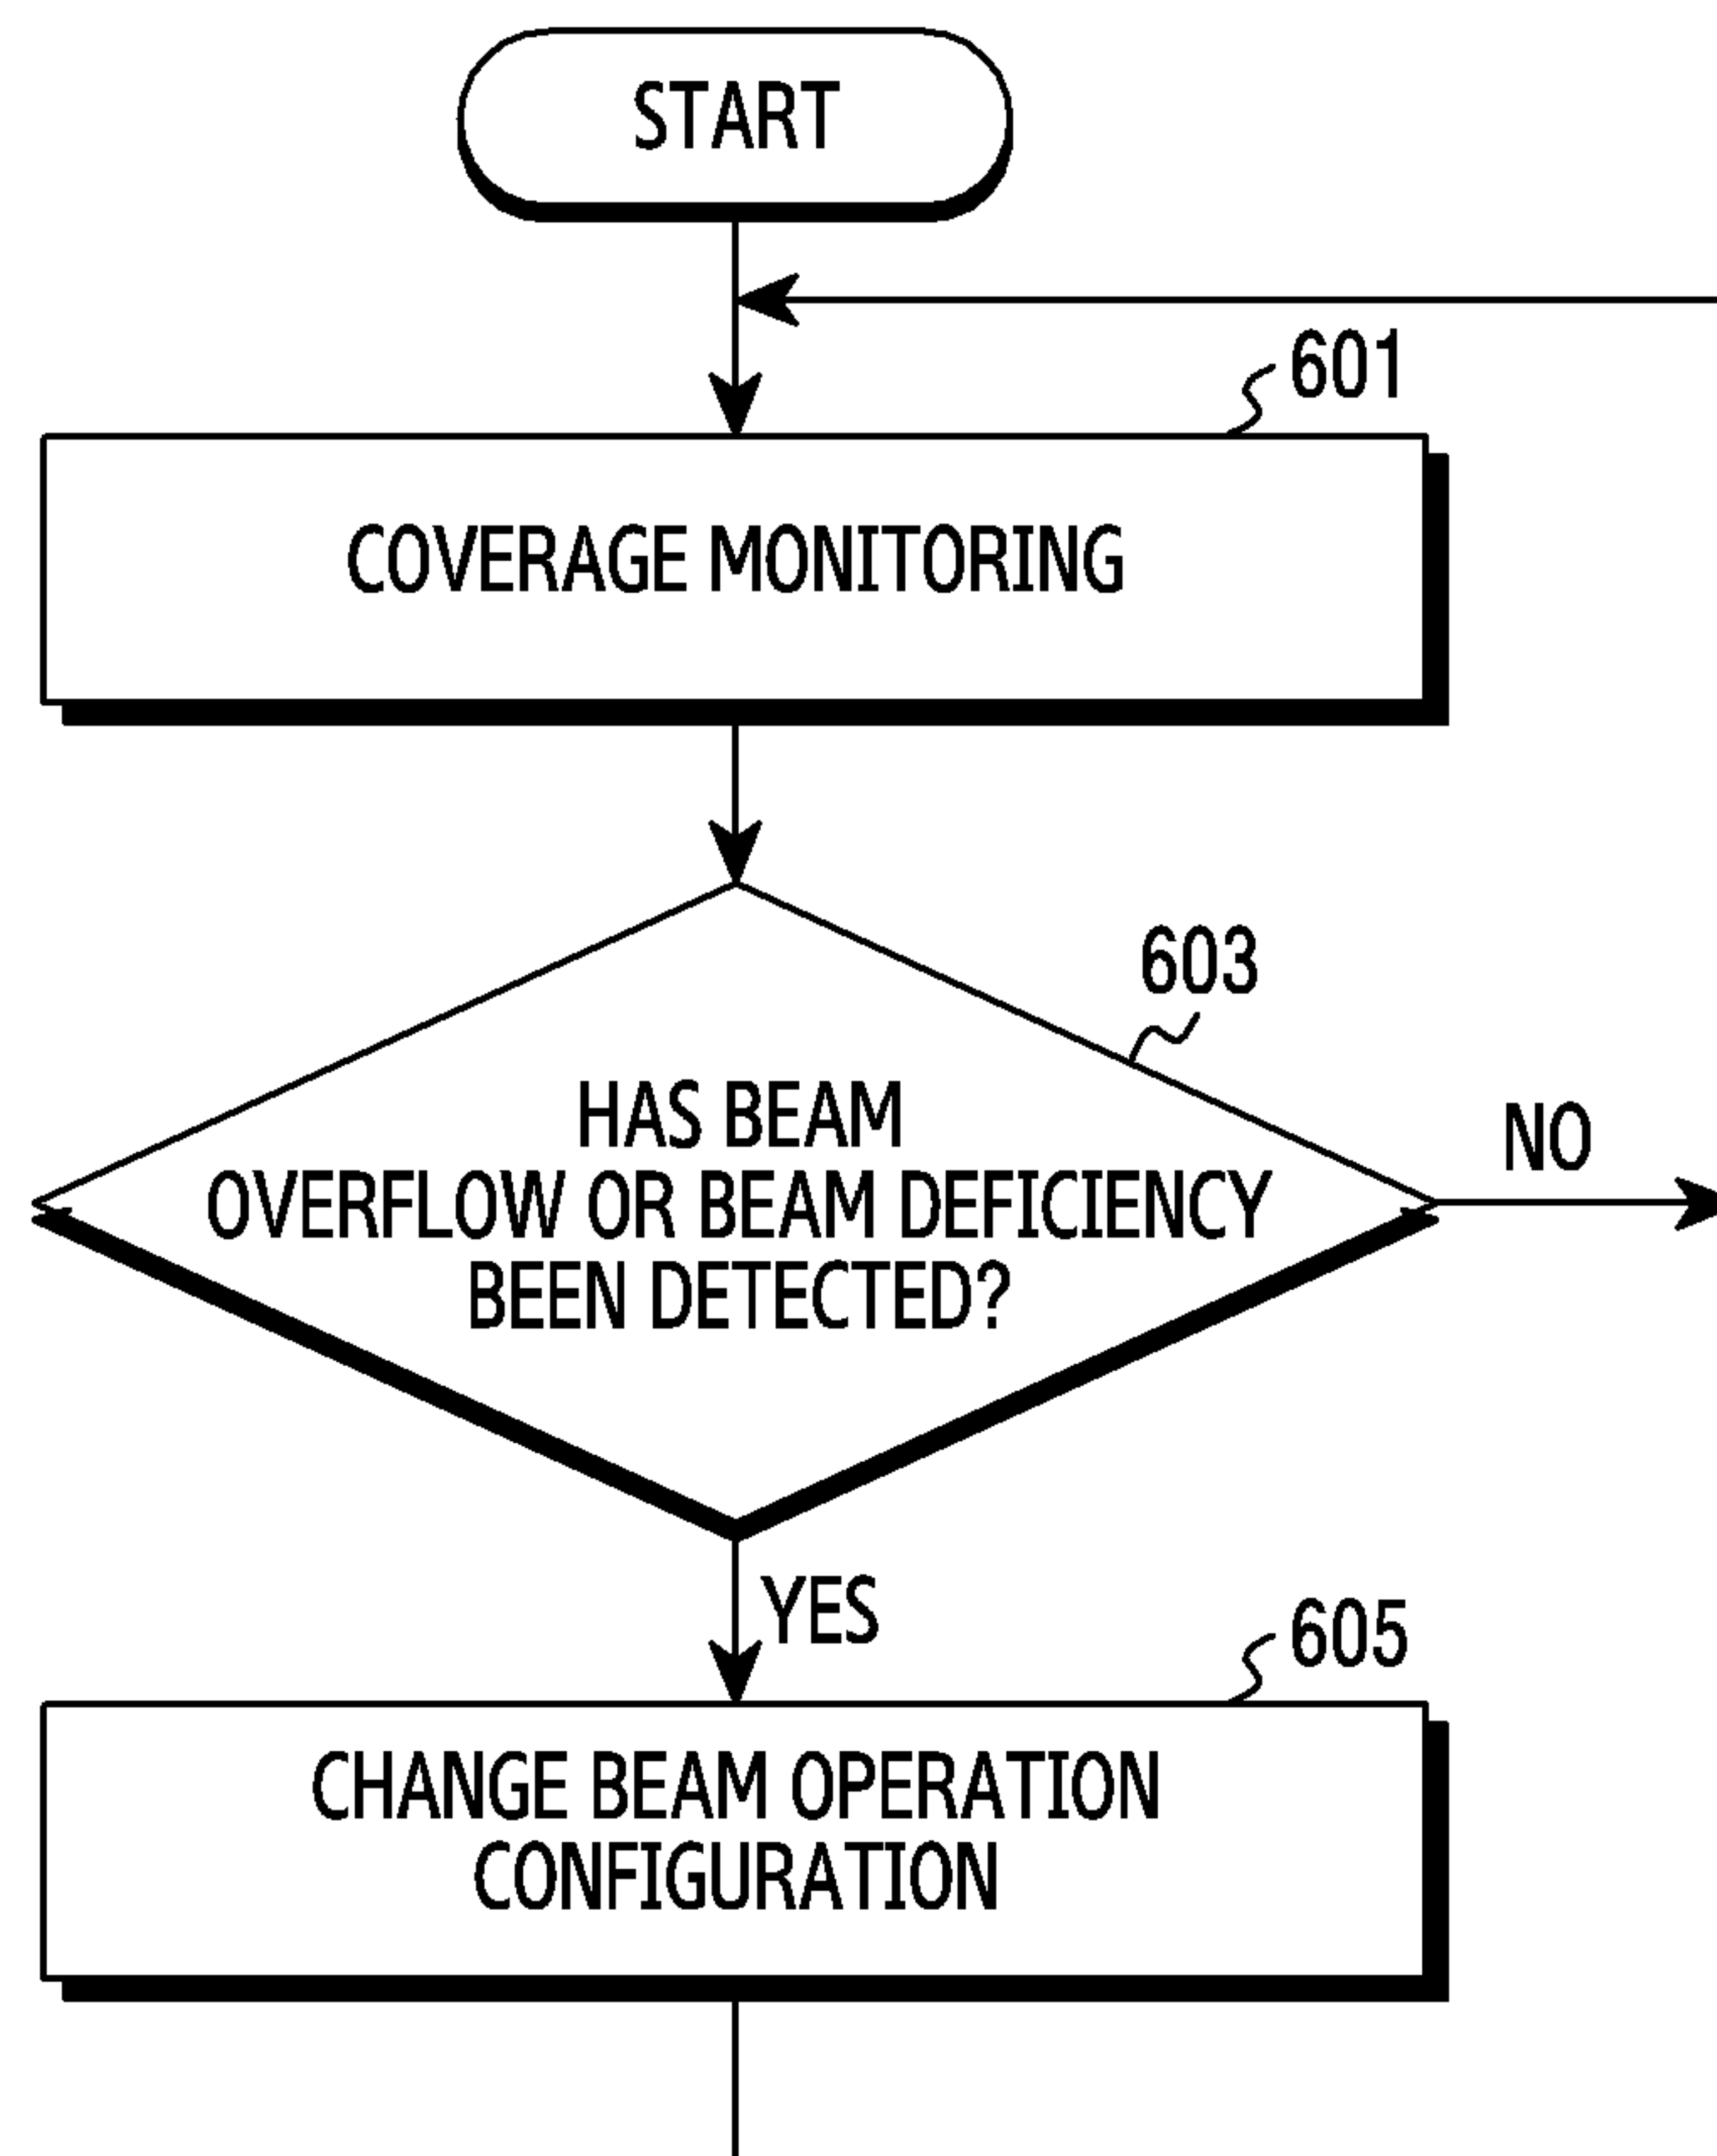 START
601
COVERAGE MONITORING
603
HAS BEAM
OVERFLOW OR BEAM DEFICIENCY
BEEN DETECTED?
NO
YES
605
CHANGE BEAM OPERATION
CONFIGURATION